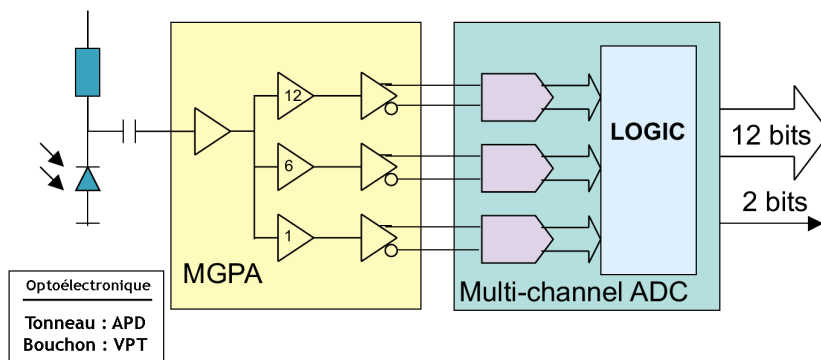 12
6
1
MGPA
LOGIC
Multi-channel ADC
12 bits
2 bits
Optoélectronique
Tonneau : APD
Bouchon : VPT